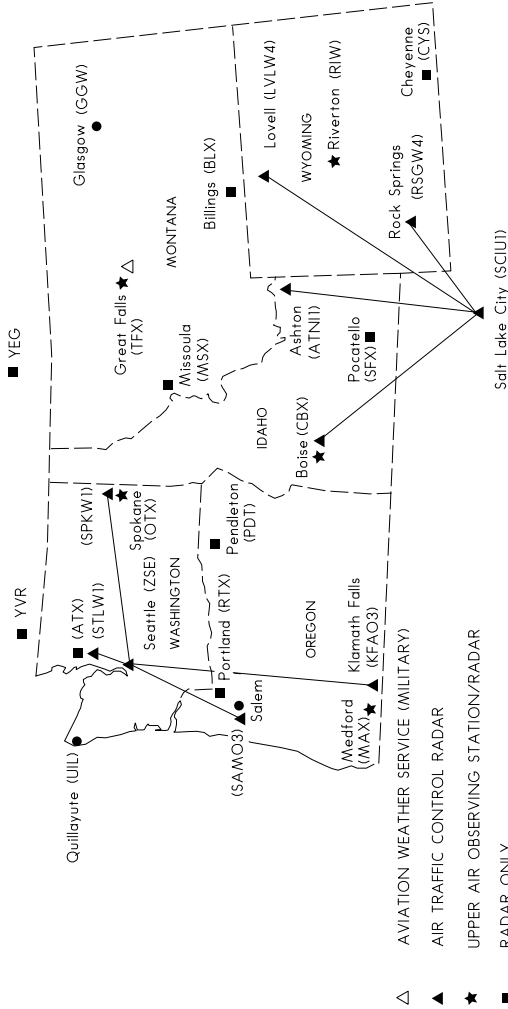 YVR
YEG
(ATX)
(STLW1)
(SPKW1)
Spokane
(OTX)
Glasgow (GGW)
Quillayute (UIL)
Seattle (ZSE)
WASHINGTON
Great Falls
(TFX)
MONTANA
Missoula
(MSX)
Billings (BLX)
Portland (RTX)
Pendleton
(PDT)
Salem
(SAMO3)
IDAHO
Ashton
(ATNI1)
Lovell (LVLW4)
WYOMING
Riverton (RIW)
OREGON
Boise (CBX)
Pocatello
(SFX)
Klamath Falls
(KFAO3)
Medford
(MAX)
Rock Springs
(RSGW4)
Cheyenne
(CYS)
Salt Lake City (SCIU1)
AVIATION WEATHER SERVICE (MILITARY)
AIR TRAFFIC CONTROL RADAR
UPPER AIR OBSERVING STATION/RADAR
RADAR ONLY